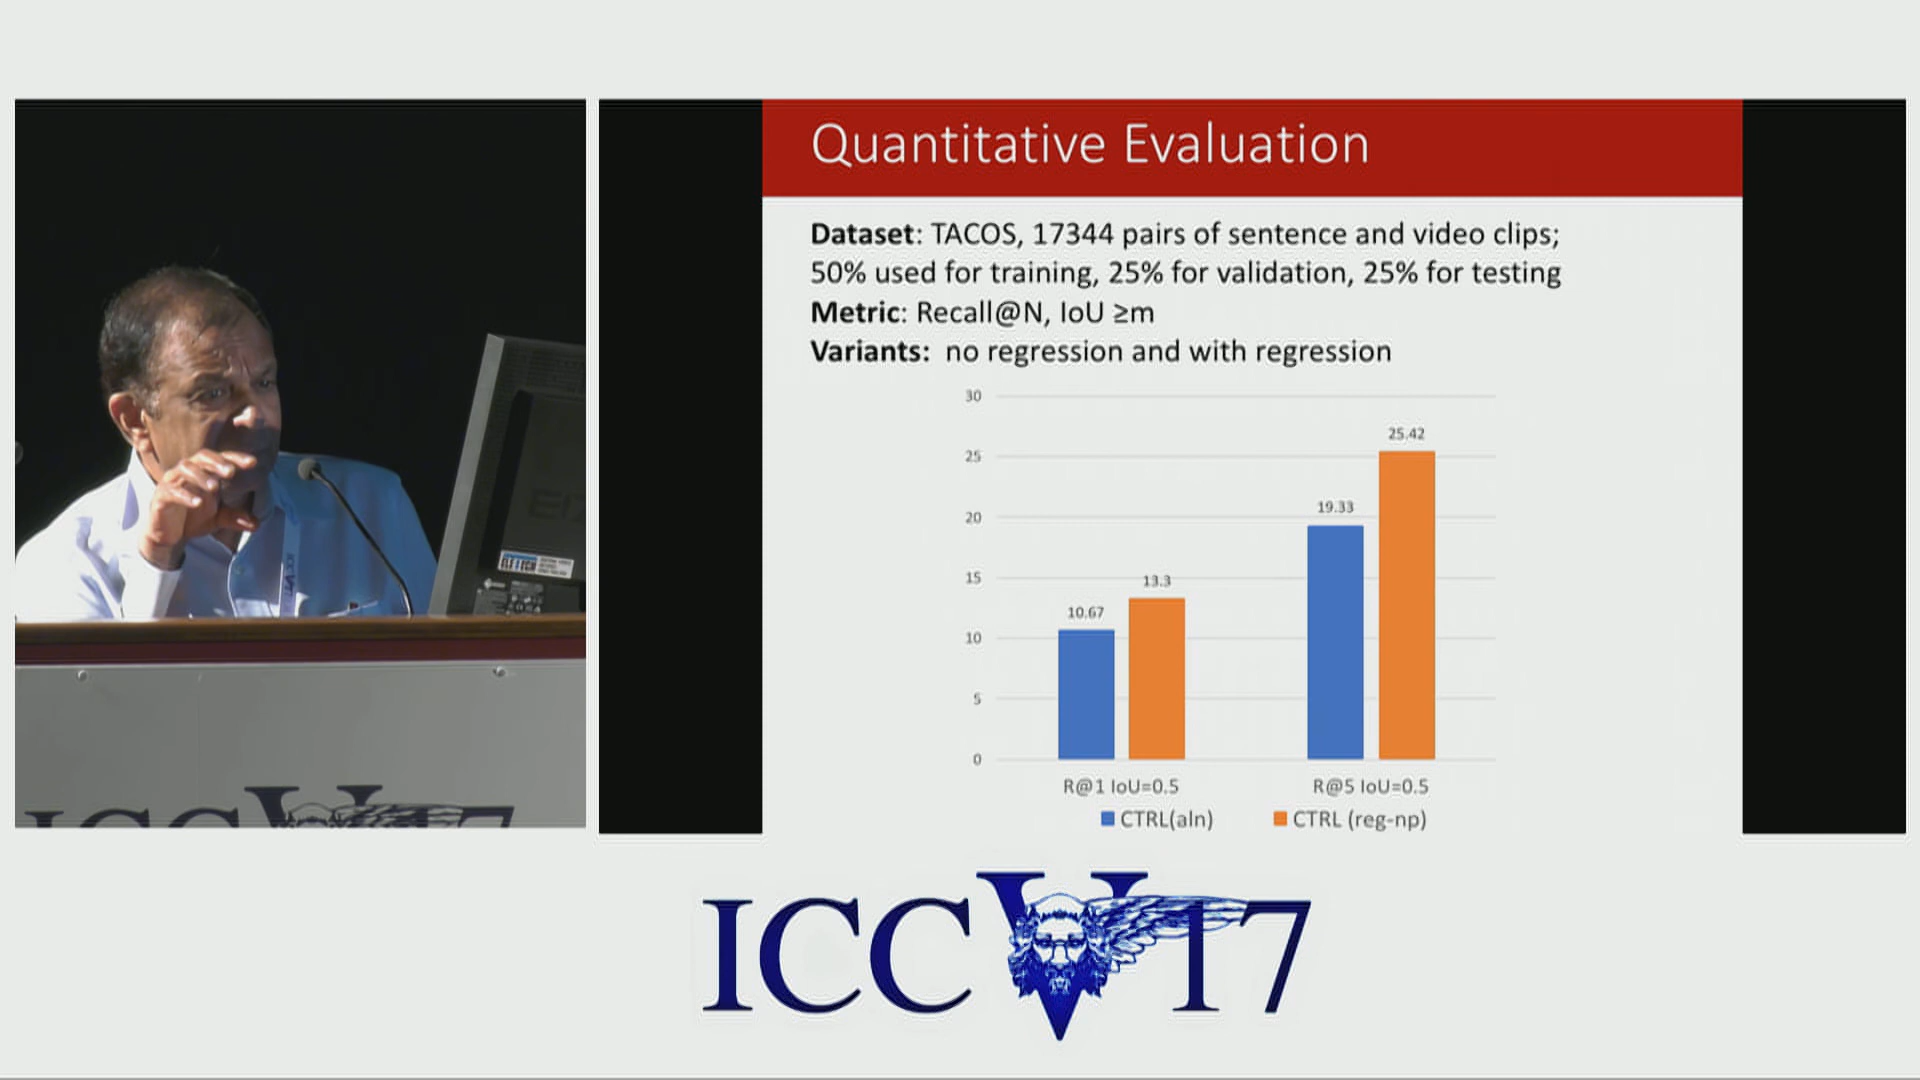 Quantitative Evaluation
Dataset: TACOS, 17344 pairs of sentence and video clips;
50% used for training, 25% for validation, 25% for testing
Metric: Recall@N, IoU ≥m
Variants: no regression and with regression
30
25
20
15
10
5
0
10.67
13.3
19.33
25.42
R@1 IoU=0.5
R@5 IoU=0.5
CTRL(aln)
CTRL (reg-np)
ICCV17
ICCV17